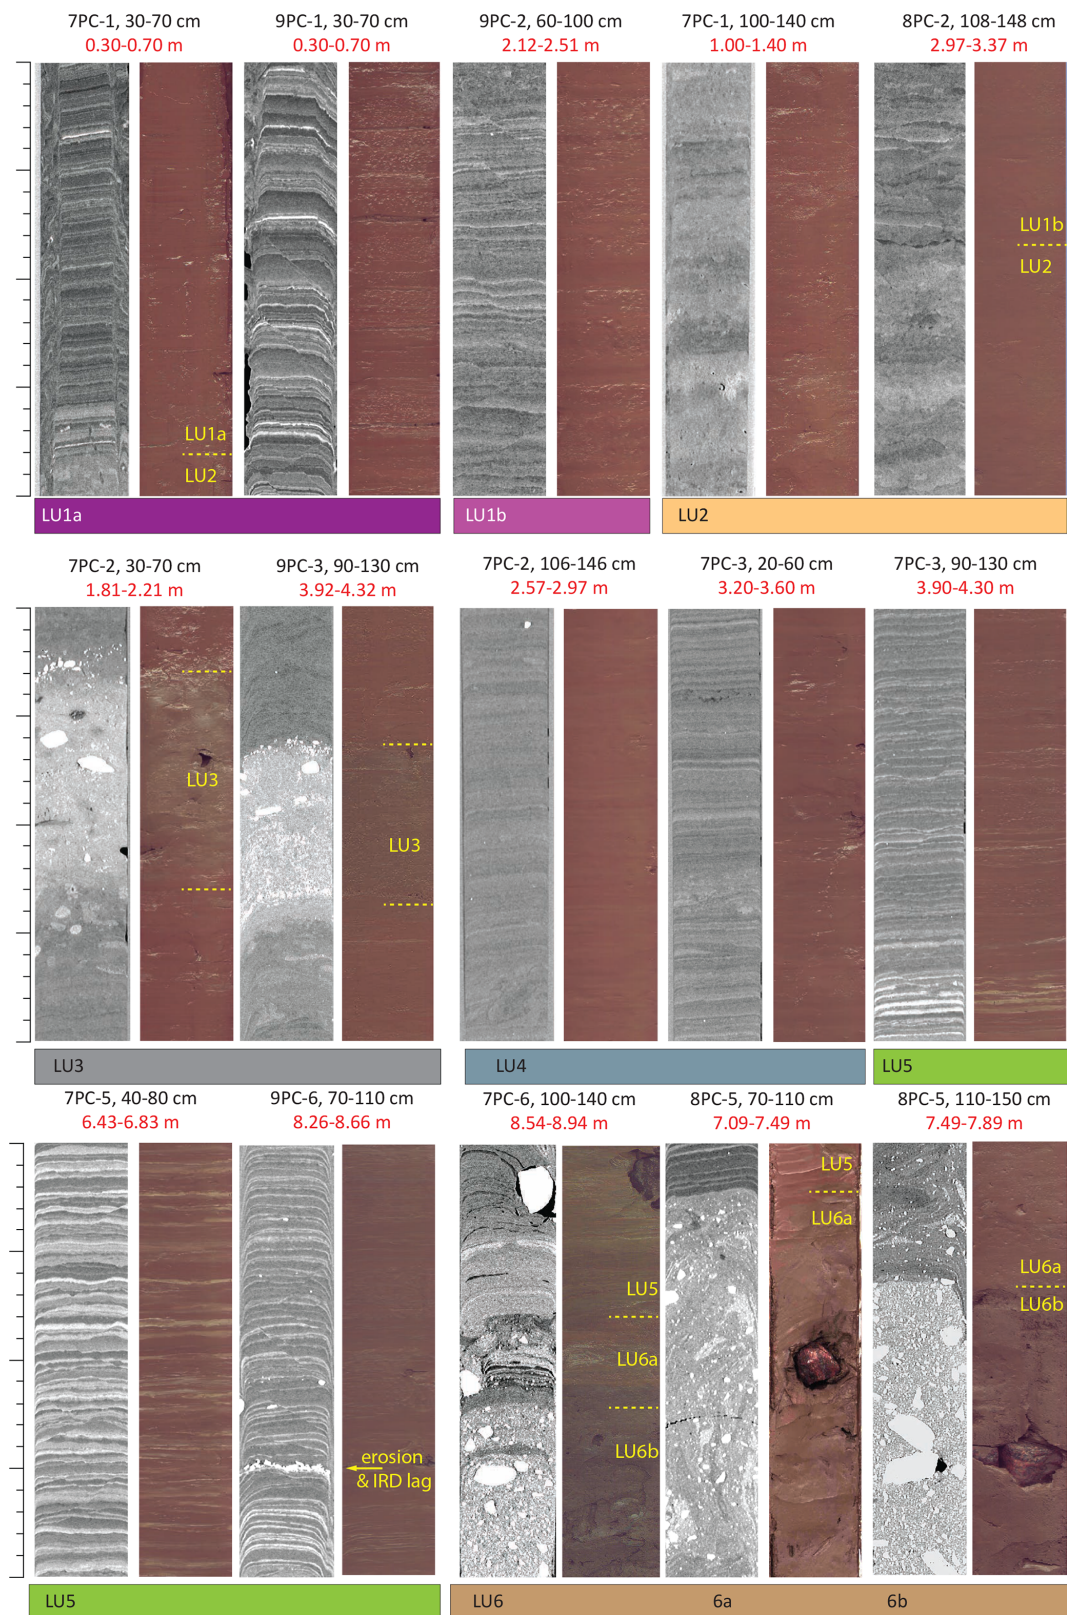 7PC-1, 30-70 cm
0.30-0.70 m
9PC-1, 30-70 cm
0.30-0.70 m
9PC-2, 60-100 cm
2.12-2.51 m
7PC-1, 100-140 cm
1.00-1.40 m
8PC-2, 108-148 cm
2.97-3.37 m
LU1a
LU2
LU1b
LU2
LU1a
LU1b
LU2
7PC-2, 30-70 cm
1.81-2.21 m
9PC-3, 90-130 cm
3.92-4.32 m
7PC-2, 106-146 cm
2.57-2.97 m
7PC-3, 20-60 cm
3.20-3.60 m
7PC-3, 90-130 cm
3.90-4.30 m
LU3
LU3
LU3
LU4
LU5
7PC-5, 40-80 cm
6.43-6.83 m
9PC-6, 70-110 cm
8.26-8.66 m
7PC-6, 100-140 cm
8.54-8.94 m
8PC-5, 70-110 cm
7.09-7.49 m
8PC-5, 110-150 cm
7.49-7.89 m
erosion
& IRD lag
LU5
LU6a
LU6b
LU5
LU6a
LU6a
LU6b
LU5
LU6
6a
6b